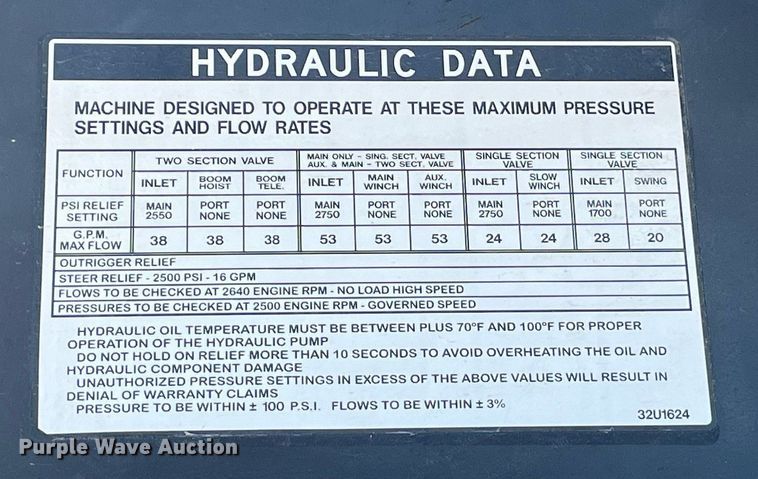 HYDRAULIC DATA
MACHINE DESIGNED TO OPERATE AT THESE MAXIMUM PRESSURE
SETTINGS AND FLOW RATES
FUNCTION TWO SECTION VALVE MAIN ONLY - SING. SECT. VALVE AUX. & MAIN - TWO SECT. VALVE SINGLE SECTION VALVE SINGLE SECTION VALVE
INLET BOOM HOIST BOOM TELE. INLET MAIN WINCH AUX. WINCH INLET SLOW WINCH INLET SWING
PSI RELIEF SETTING MAIN 2550 PORT NONE PORT NONE MAIN 2750 PORT NONE PORT NONE MAIN 2750 PORT NONE MAIN 1700 PORT NONE
G.P.M. MAX FLOW 38 38 38 53 53 53 24 24 28 20
OUTRIGGER RELIEF
STEER RELIEF - 2500 PSI - 16 GPM
FLOWS TO BE CHECKED AT 2640 ENGINE RPM - NO LOAD HIGH SPEED
PRESSURES TO BE CHECKED AT 2500 ENGINE RPM - GOVERNED SPEED
HYDRAULIC OIL TEMPERATURE MUST BE BETWEEN PLUS 70°F AND 100°F FOR PROPER
OPERATION OF THE HYDRAULIC PUMP
DO NOT HOLD ON RELIEF MORE THAN 10 SECONDS TO AVOID OVERHEATING THE OIL AND
HYDRAULIC COMPONENT DAMAGE
UNAUTHORIZED PRESSURE SETTINGS IN EXCESS OF THE ABOVE VALUES WILL RESULT IN
DENIAL OF WARRANTY CLAIMS
PRESSURE TO BE WITHIN ± 100 P.S.I. FLOWS TO BE WITHIN ± 3%
32U1624
Purple Wave Auction